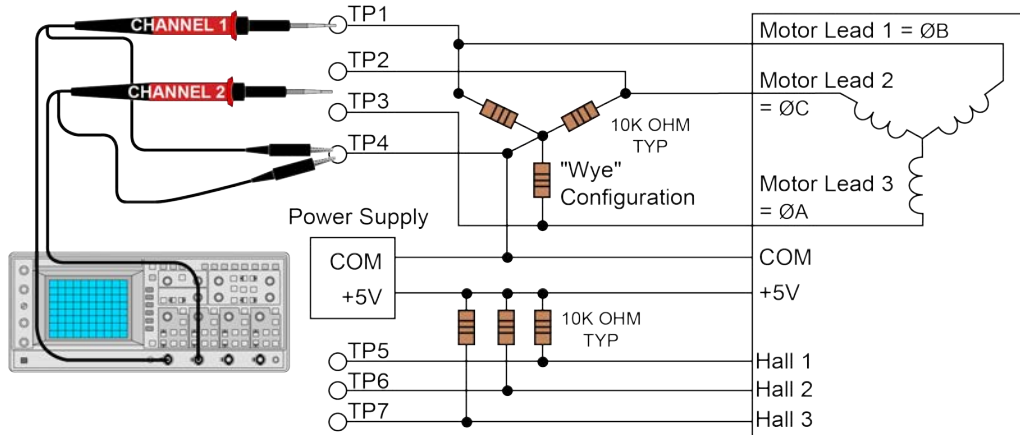 CHANNEL 1
CHANNEL 2
TP1
TP2
TP3
TP4
10K OHM
TYP
"Wye"
Configuration
Motor Lead 1 = ØB
Motor Lead 2
= ØC
Motor Lead 3
= ØA
Power Supply
COM
+5V
COM
+5V
10K OHM
TYP
TP5
TP6
TP7
Hall 1
Hall 2
Hall 3